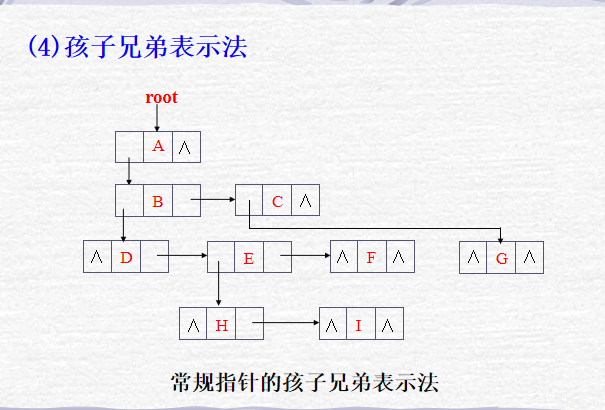 (4)孩子兄弟表示法
root
A ∧
B
C ∧
∧ D
E
∧ F ∧
∧ G ∧
∧ H
∧ I ∧
常规指针的孩子兄弟表示法